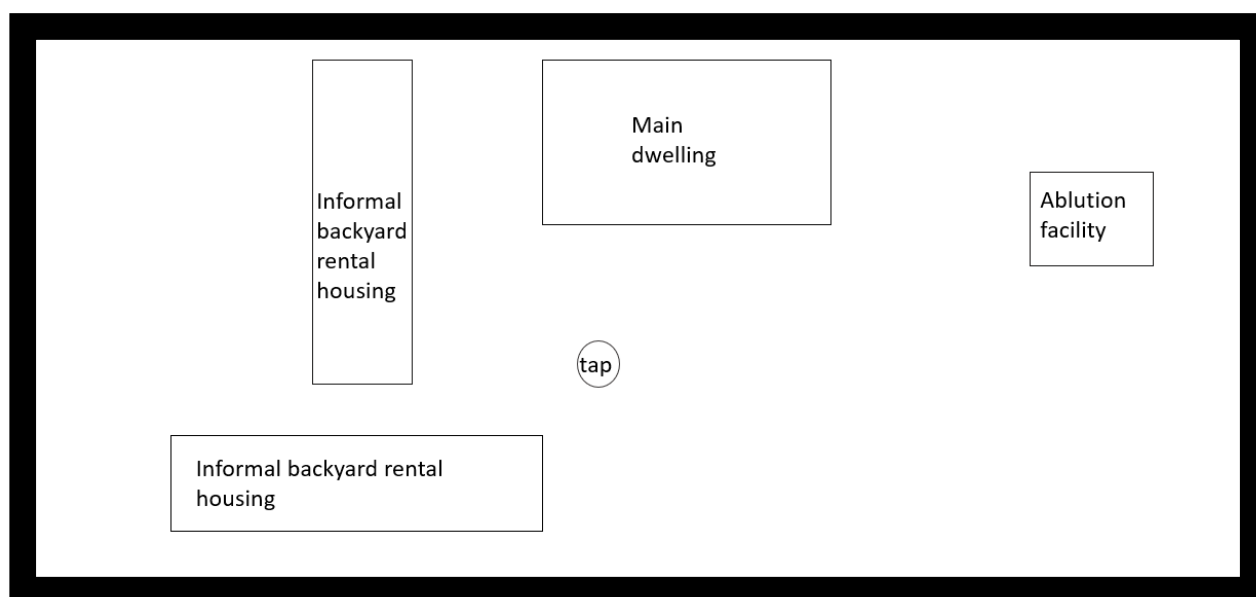 Main
dwelling
Informal
backyard
rental
housing
Ablution
facility
tap
Informal backyard rental
housing